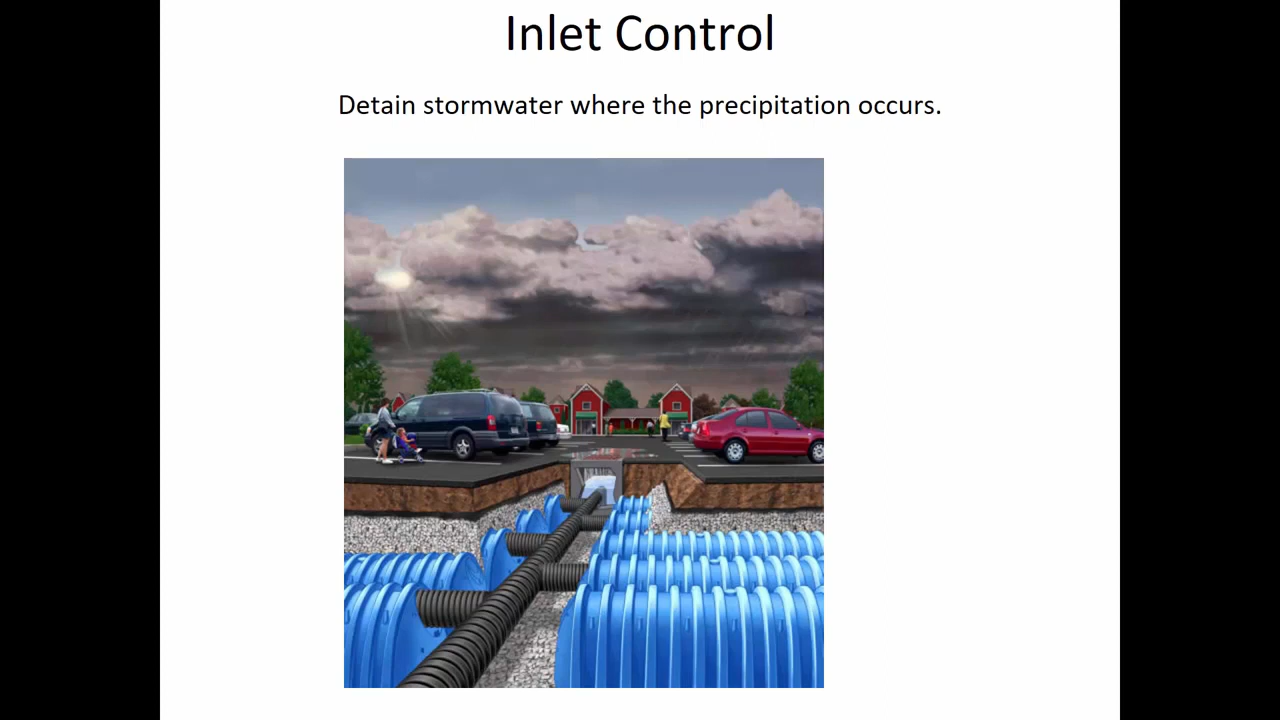 Inlet Control
Detain stormwater where the precipitation occurs.